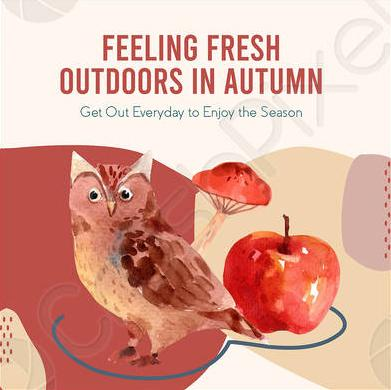 FEELING FRESH
OUTDOORS IN AUTUMN
Get Out Everyday to Enjoy the Season